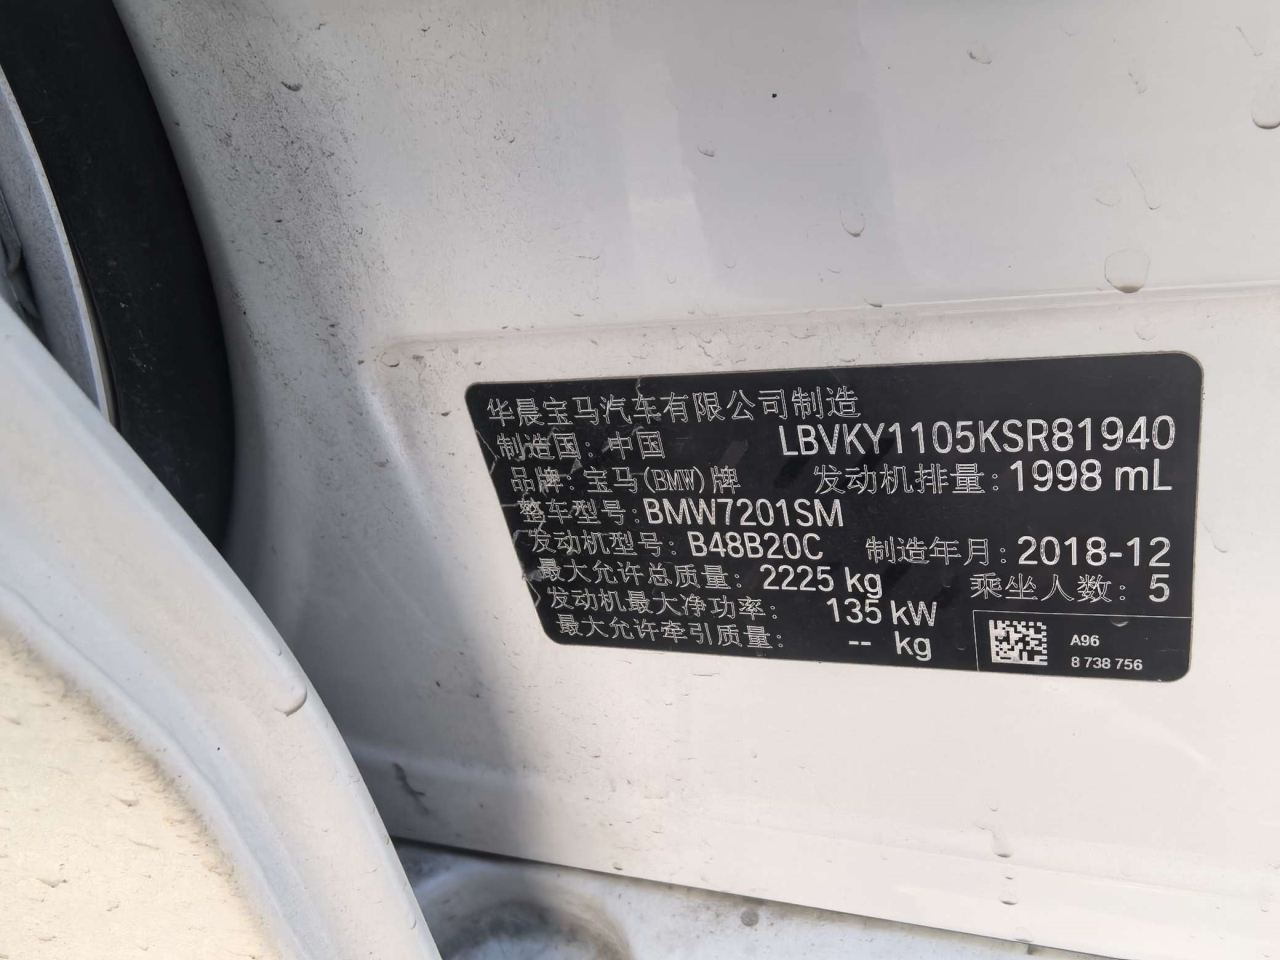 华晨宝马汽车有限公司制造
制造国: 中国 LBVKY1105KSR81940
品牌: 宝马(BMW)牌 发动机排量: 1998 mL
整车型号: BMW7201SM
发动机型号: B48B20C 制造年月: 2018-12
最大允许总质量: 2225 kg 乘坐人数: 5
发动机最大净功率: 135 kW
最大允许牵引质量: -- kg
A96
8 738 756